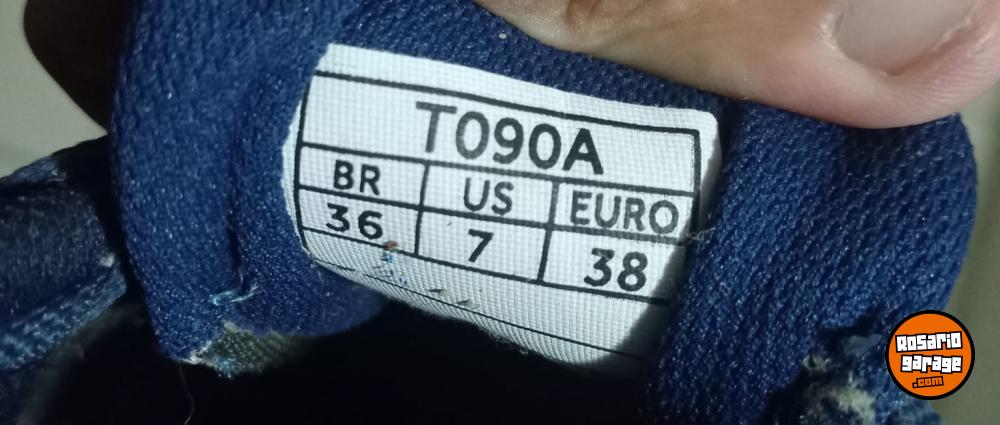 T090A
BR US EURO
36 7 38
Rosario
garage
.com